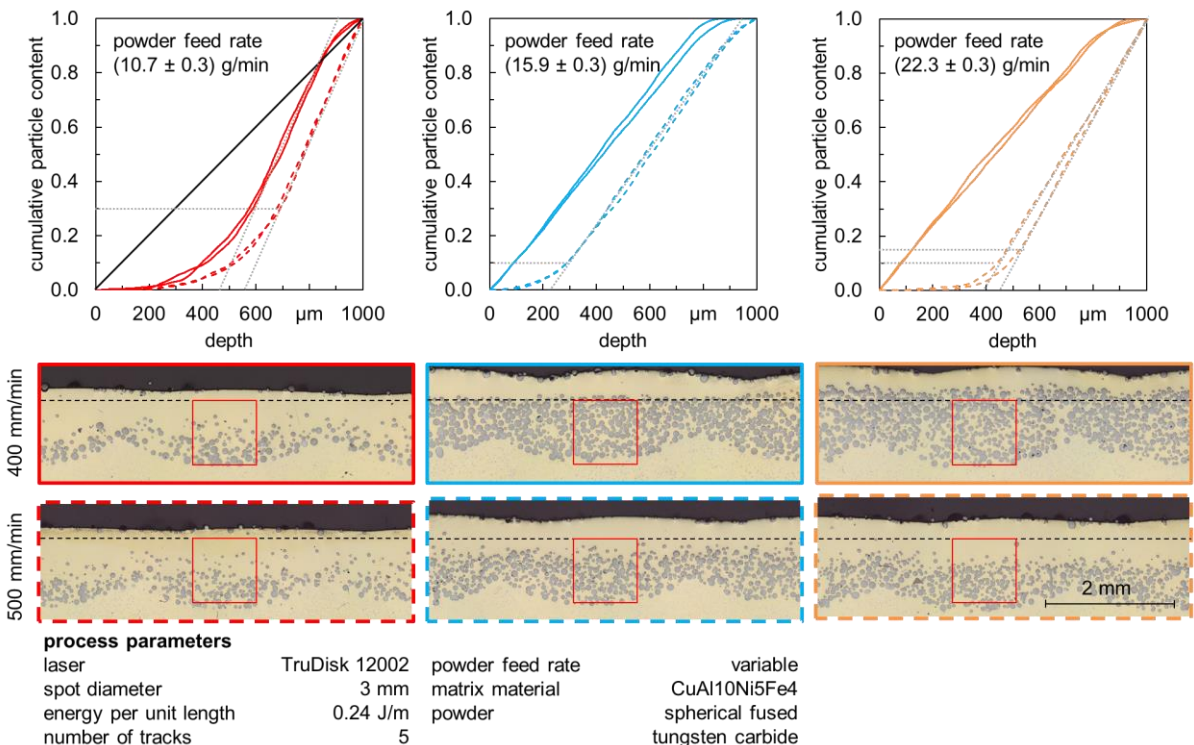 powder feed rate
(10.7 ± 0.3) g/min
cumulative particle content
1.0
0.8
0.6
0.4
0.2
0.0
0 200 400 600 µm 1000
depth
powder feed rate
(15.9 ± 0.3) g/min
cumulative particle content
1.0
0.8
0.6
0.4
0.2
0.0
0 200 400 600 µm 1000
depth
powder feed rate
(22.3 ± 0.3) g/min
cumulative particle content
1.0
0.8
0.6
0.4
0.2
0.0
0 200 400 600 µm 1000
depth
400 mm/min
500 mm/min
2 mm
process parameters
laser TruDisk 12002
spot diameter 3 mm
energy per unit length 0.24 J/m
number of tracks 5
powder feed rate variable
matrix material CuAl10Ni5Fe4
powder spherical fused
tungsten carbide